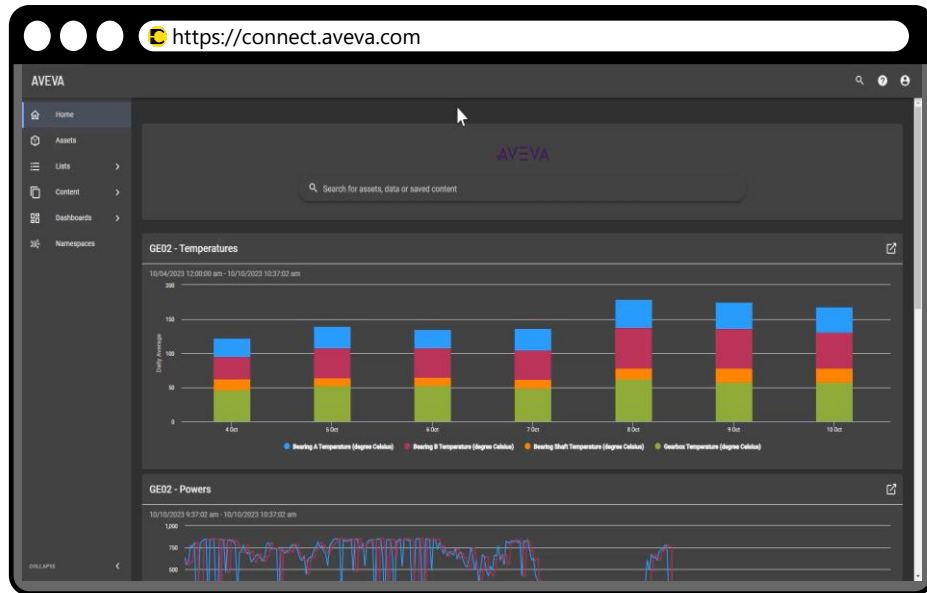 https://connect.aveva.com
AVEVA
Home
Assets
Lists
Content
Dashboards
Namespaces
COLLAPSE
AVEVA
Search for assets, data or saved content
GE02 - Temperatures
10/04/2023 12:00:00 am - 10/10/2023 10:37:02 am
200
150
100
50
0
Daily Average
4 Oct
5 Oct
6 Oct
7 Oct
8 Oct
9 Oct
10 Oct
Bearing A Temperature (degree Celsius) Bearing B Temperature (degree Celsius) Bearing Shaft Temperature (degree Celsius) Gearbox Temperature (degree Celsius)
GE02 - Powers
10/10/2023 9:37:02 am - 10/10/2023 10:37:02 am
1,000
750
500